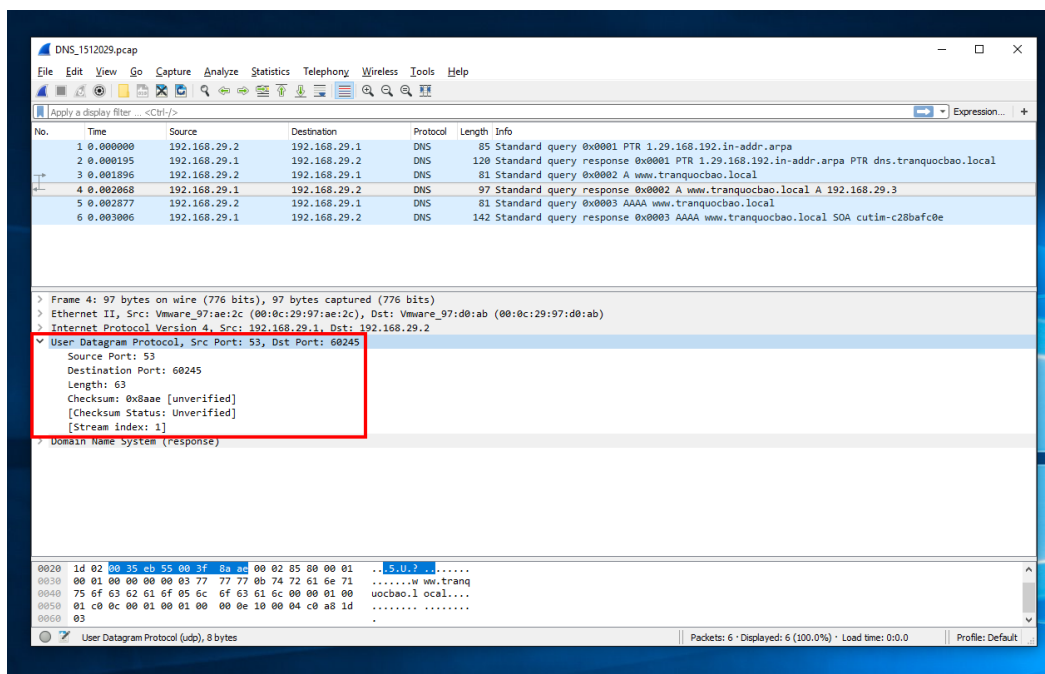 DNS_1512029.pcap
File Edit View Go Capture Analyze Statistics Telephony Wireless Tools Help
Apply a display filter ... <Ctrl-/> Expression... +
No. Time Source Destination Protocol Length Info
1 0.000000 192.168.29.2 192.168.29.1 DNS 85 Standard query 0x0001 PTR 1.29.168.192.in-addr.arpa
2 0.000195 192.168.29.1 192.168.29.2 DNS 120 Standard query response 0x0001 PTR 1.29.168.192.in-addr.arpa PTR dns.tranquocbao.local
3 0.001896 192.168.29.2 192.168.29.1 DNS 81 Standard query 0x0002 A www.tranquocbao.local
4 0.002068 192.168.29.1 192.168.29.2 DNS 97 Standard query response 0x0002 A www.tranquocbao.local A 192.168.29.3
5 0.002877 192.168.29.2 192.168.29.1 DNS 81 Standard query 0x0003 AAAA www.tranquocbao.local
6 0.003006 192.168.29.1 192.168.29.2 DNS 142 Standard query response 0x0003 AAAA www.tranquocbao.local SOA cutim-c28bafc0e
Frame 4: 97 bytes on wire (776 bits), 97 bytes captured (776 bits)
Ethernet II, Src: Vmware_97:ae:2c (00:0c:29:97:ae:2c), Dst: Vmware_97:d0:ab (00:0c:29:97:d0:ab)
Internet Protocol Version 4, Src: 192.168.29.1, Dst: 192.168.29.2
User Datagram Protocol, Src Port: 53, Dst Port: 60245
Source Port: 53
Destination Port: 60245
Length: 63
Checksum: 0x8aae [unverified]
[Checksum Status: Unverified]
[Stream index: 1]
Domain Name System (response)
0020 1d 02 00 35 eb 55 00 3f 8a ae 00 02 85 80 00 01 ...5.U.? ........
0030 00 01 00 00 00 00 03 77 77 77 0b 74 72 61 6e 71 .......w ww.tranq
0040 75 6f 63 62 61 6f 05 6c 6f 63 61 6c 00 00 01 00 uocbao.l ocal....
0050 01 c0 0c 00 01 00 01 00 00 0e 10 00 04 c0 a8 1d ........ ........
0060 03 .
User Datagram Protocol (udp), 8 bytes Packets: 6 · Displayed: 6 (100.0%) · Load time: 0:0.0 Profile: Default